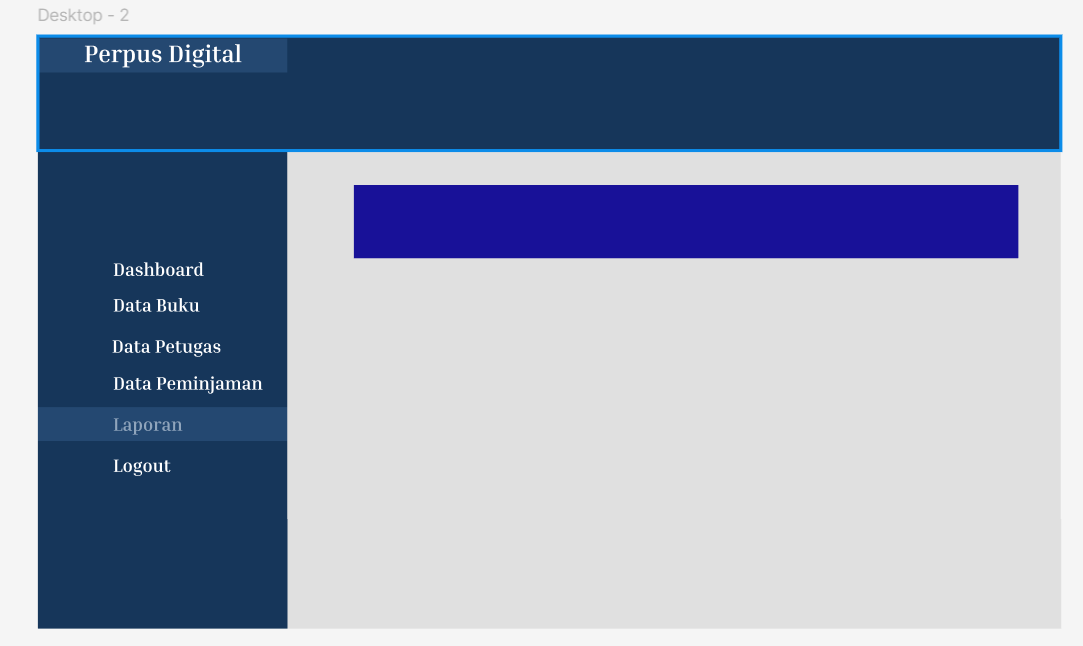 Desktop - 2
Perpus Digital
Dashboard
Data Buku
Data Petugas
Data Peminjaman
Laporan
Logout